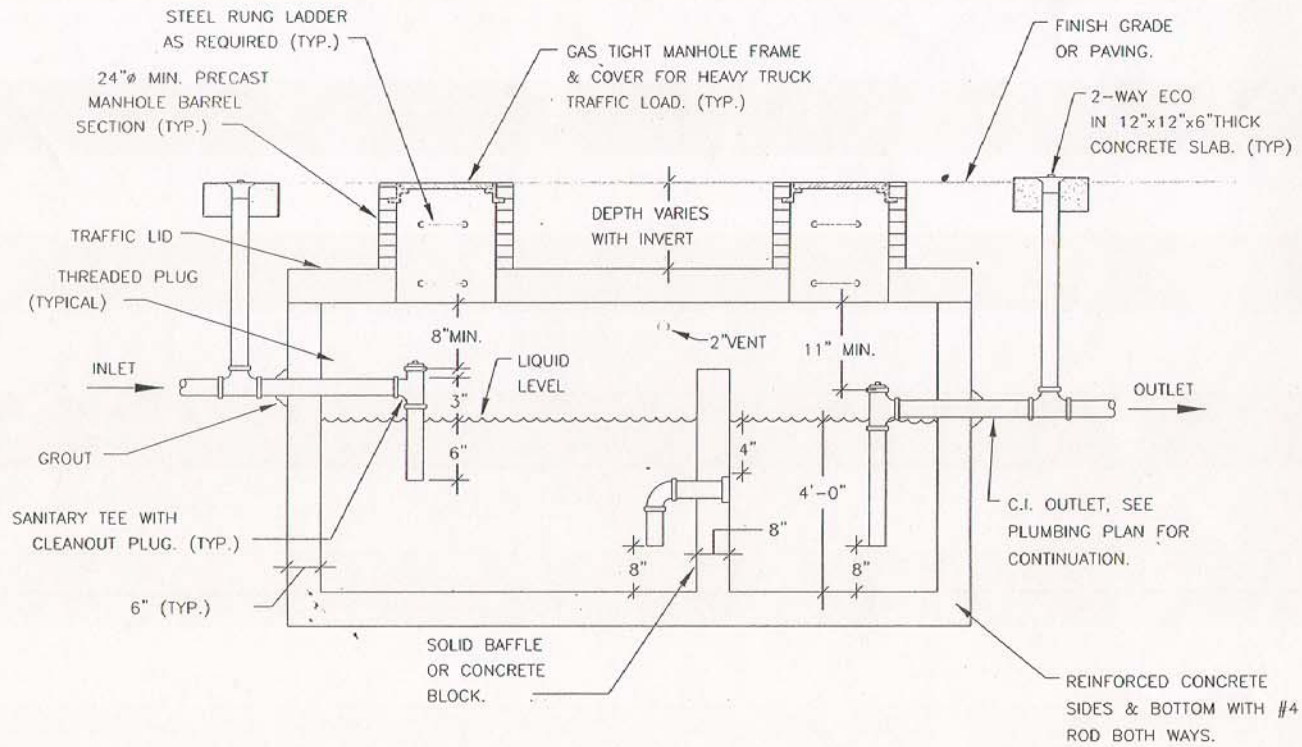 STEEL RUNG LADDER
AS REQUIRED (TYP.)
GAS TIGHT MANHOLE FRAME
& COVER FOR HEAVY TRUCK
TRAFFIC LOAD. (TYP.)
FINISH GRADE
OR PAVING.
24"ø MIN. PRECAST
MANHOLE BARREL
SECTION (TYP.)
2-WAY ECO
IN 12"x12"x6"THICK
CONCRETE SLAB. (TYP)
DEPTH VARIES
WITH INVERT
TRAFFIC LID
THREADED PLUG
(TYPICAL)
8"MIN.
2"VENT
11" MIN.
INLET
LIQUID
LEVEL
OUTLET
3"
GROUT
6"
4"
4'-0"
SANITARY TEE WITH
CLEANOUT PLUG. (TYP.)
C.I. OUTLET, SEE
PLUMBING PLAN FOR
CONTINUATION.
8"
8"
8"
6" (TYP.)
SOLID BAFFLE
OR CONCRETE
BLOCK.
REINFORCED CONCRETE
SIDES & BOTTOM WITH #4
ROD BOTH WAYS.